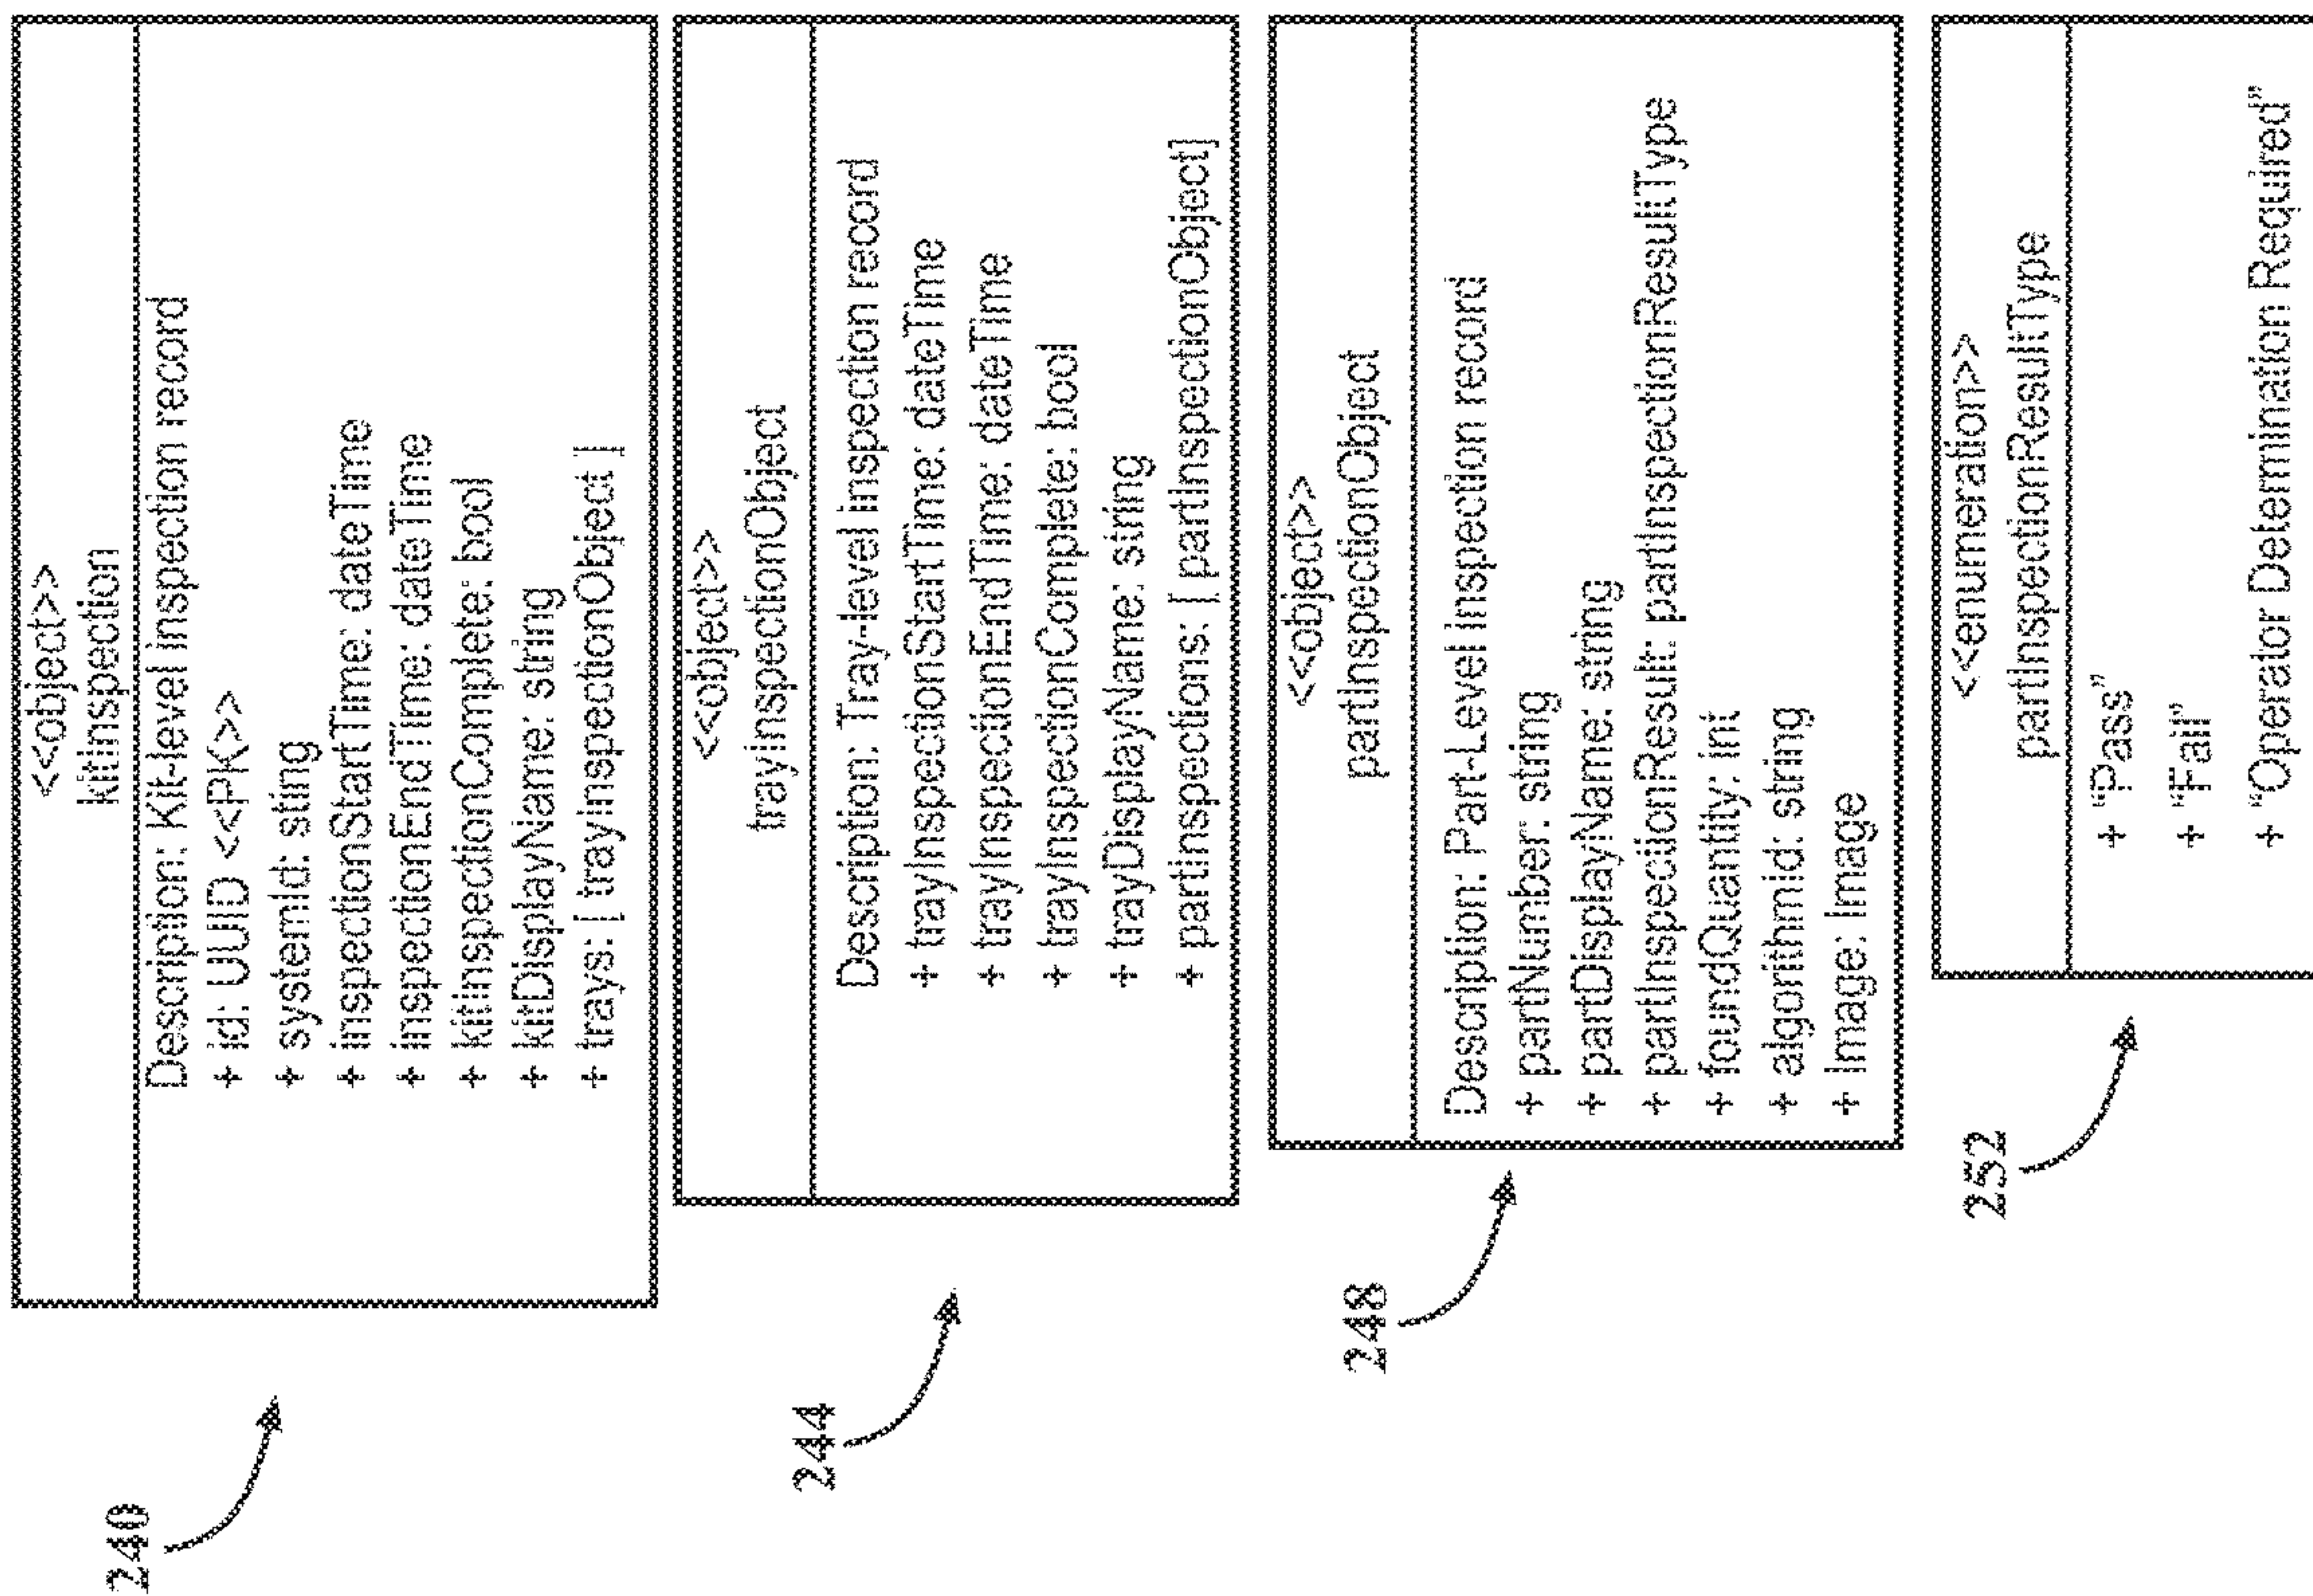 240
<<object>>
kitInspection
Description: Kit-level inspection record
+ id: UUID <<PK>>
+ systemId: sting
+ inspectionStartTime: dateTime
+ inspectionEndTime: dateTime
+ kitInspectionComplete: bool
+ kitDisplayName: string
+ trays: [ trayInspectionObject ]
244
<<object>>
trayInspectionObject
Description: Tray-level inspection record
+ trayInspectionStartTime: dateTime
+ trayInspectionEndTime: dateTime
+ trayInspectionComplete: bool
+ trayDisplayName: string
+ partInspections: [ partInspectionObject]
248
<<object>>
partInspectionObject
Description: Part-Level inspection record
+ partNumber: string
+ partDisplayName: string
+ partInspectionResult: partInspectionResultType
+ foundQuantity: int
+ algorithmId: string
+ Image: Image
252
<<enumeration>>
partInspectionResultType
+ “Pass”
+ “Fail”
+ “Operator Determination Required”